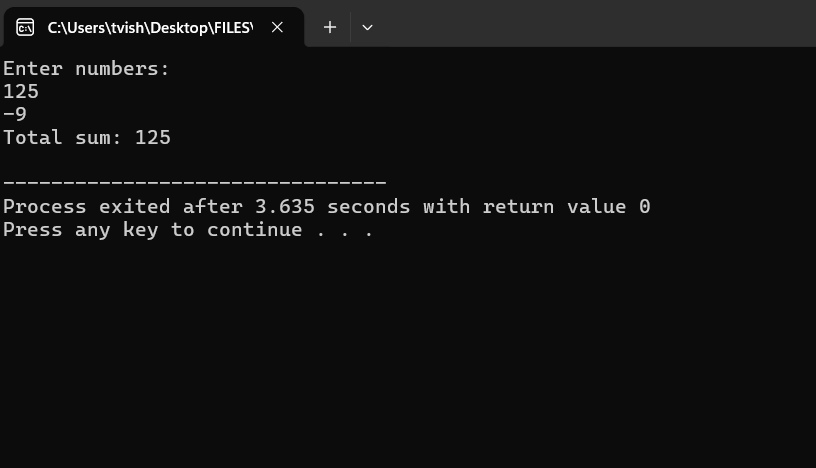 C:\Users\tvish\Desktop\FILES\
Enter numbers:
125
-9
Total sum: 125
--------------------------------
Process exited after 3.635 seconds with return value 0
Press any key to continue . . .